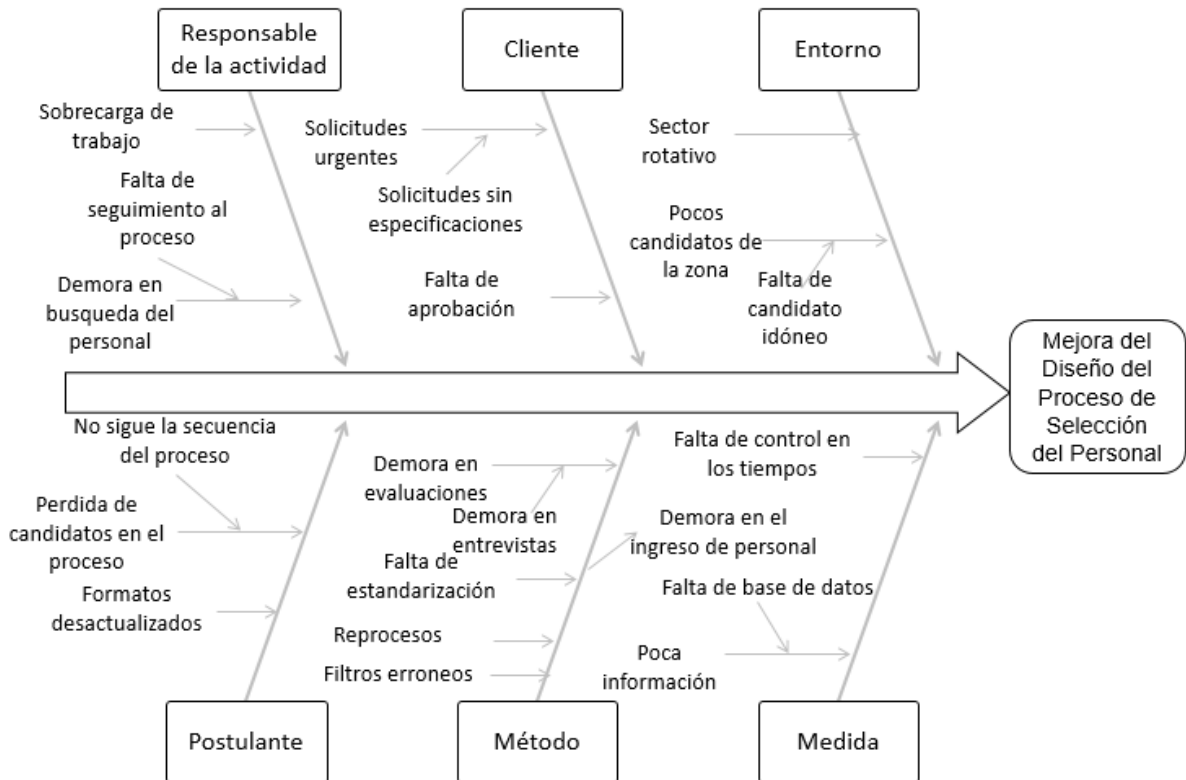 Responsable
de la actividad
Cliente
Entorno
Sobrecarga de
trabajo
Falta de
seguimiento al
proceso
Demora en
busqueda del
personal
Solicitudes
urgentes
Solicitudes sin
especificaciones
Falta de
aprobación
Sector
rotativo
Pocos
candidatos de
la zona
Falta de
candidato
idóneo
Mejora del
Diseño del
Proceso de
Selección
del Personal
No sigue la secuencia
del proceso
Perdida de
candidatos en el
proceso
Formatos
desactualizados
Demora en
evaluaciones
Demora en
entrevistas
Falta de
estandarización
Demora en el
ingreso de personal
Reprocesos
Filtros erroneos
Falta de control en
los tiempos
Falta de base de datos
Poca
información
Postulante
Método
Medida